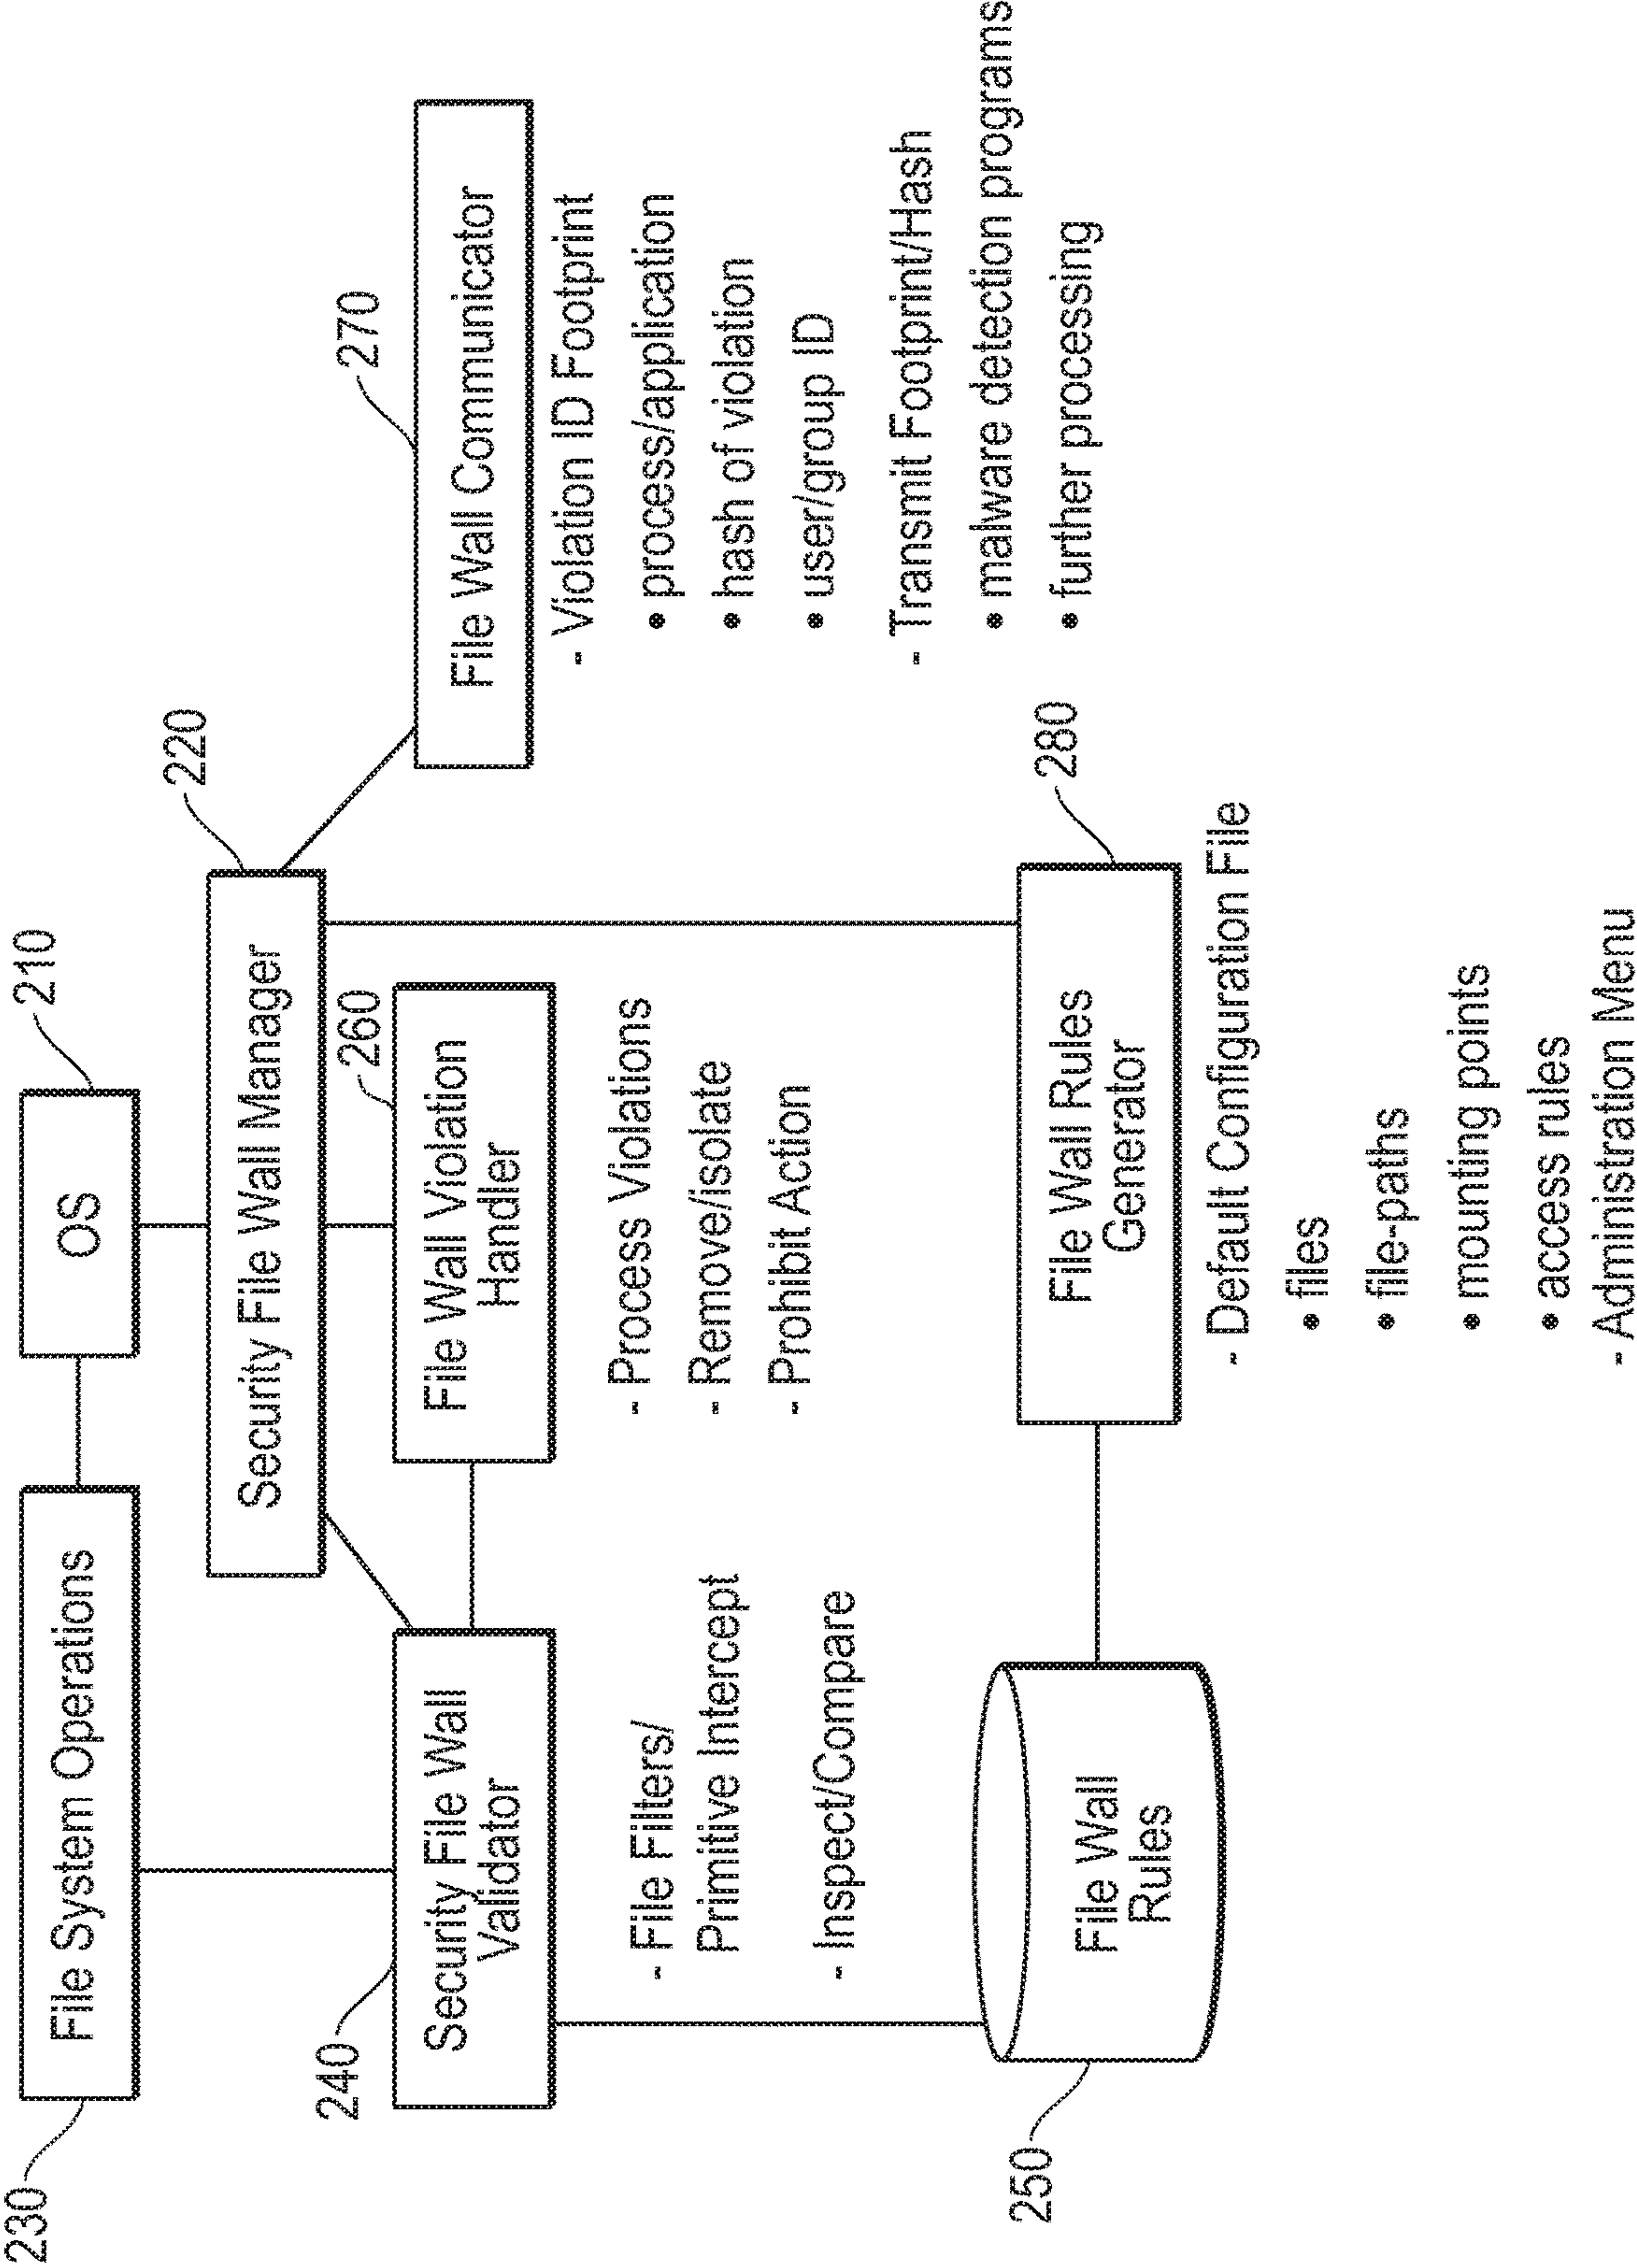 230
File System Operations
OS
210
Security File Wall Manager
220
240
Security File Wall
Validator
- File Filters/
Primitive Intercept
- Inspect/Compare
260
File Wall Violation
Handler
- Process Violations
- Remove/isolate
- Prohibit Action
270
File Wall Communicator
- Violation ID Footprint
• process/application
• hash of violation
• user/group ID
- Transmit Footprint/Hash
• malware detection programs
• further processing
250
File Wall
Rules
280
File Wall Rules
Generator
- Default Configuration File
• files
• file-paths
• mounting points
• access rules
- Administration Menu